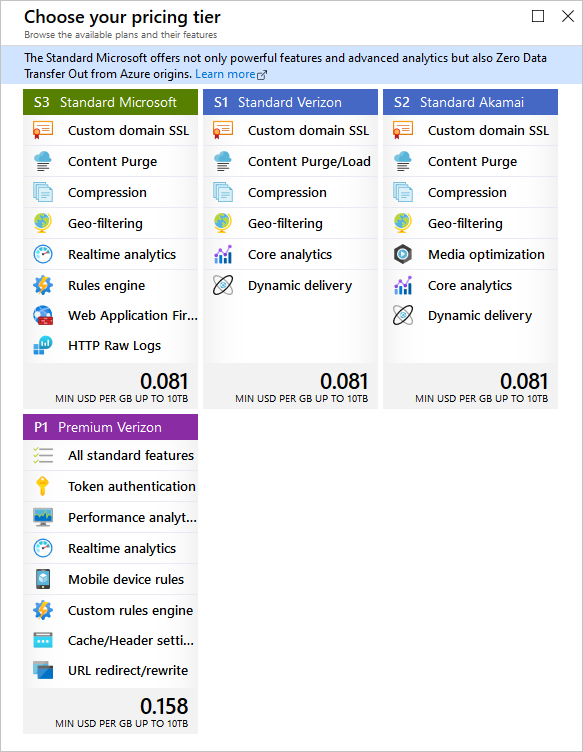 Choose your pricing tier
Browse the available plans and their features
The Standard Microsoft offers not only powerful features and advanced analytics but also Zero Data
Transfer Out from Azure origins. Learn more
S3 Standard Microsoft
Custom domain SSL
Content Purge
Compression
Geo-filtering
Realtime analytics
Rules engine
Web Application Fir...
HTTP Raw Logs
0.081
MIN USD PER GB UP TO 10TB
S1 Standard Verizon
Custom domain SSL
Content Purge/Load
Compression
Geo-filtering
Core analytics
Dynamic delivery
0.081
MIN USD PER GB UP TO 10TB
S2 Standard Akamai
Custom domain SSL
Content Purge
Compression
Geo-filtering
Media optimization
Core analytics
Dynamic delivery
0.081
MIN USD PER GB UP TO 10TB
P1 Premium Verizon
All standard features
Token authentication
Performance analyt...
Realtime analytics
Mobile device rules
Custom rules engine
Cache/Header setti...
URL redirect/rewrite
0.158
MIN USD PER GB UP TO 10TB